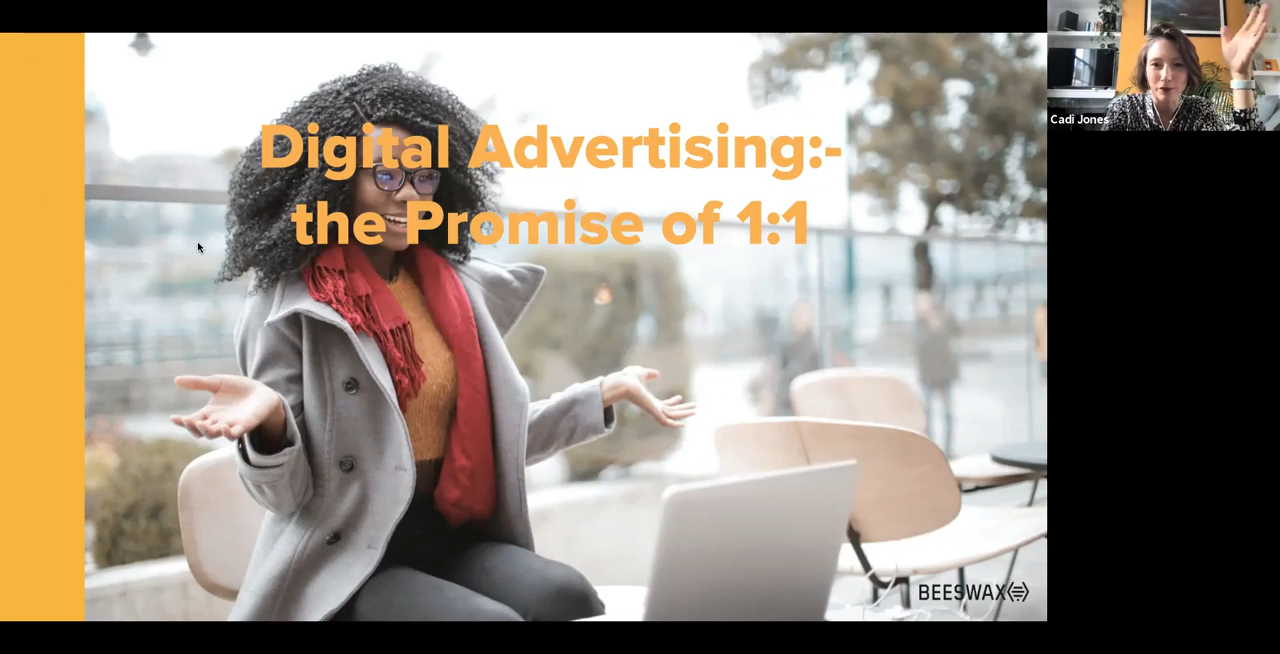 Digital Advertising:-
the Promise of 1:1
Cadi Jones
BEESWAX